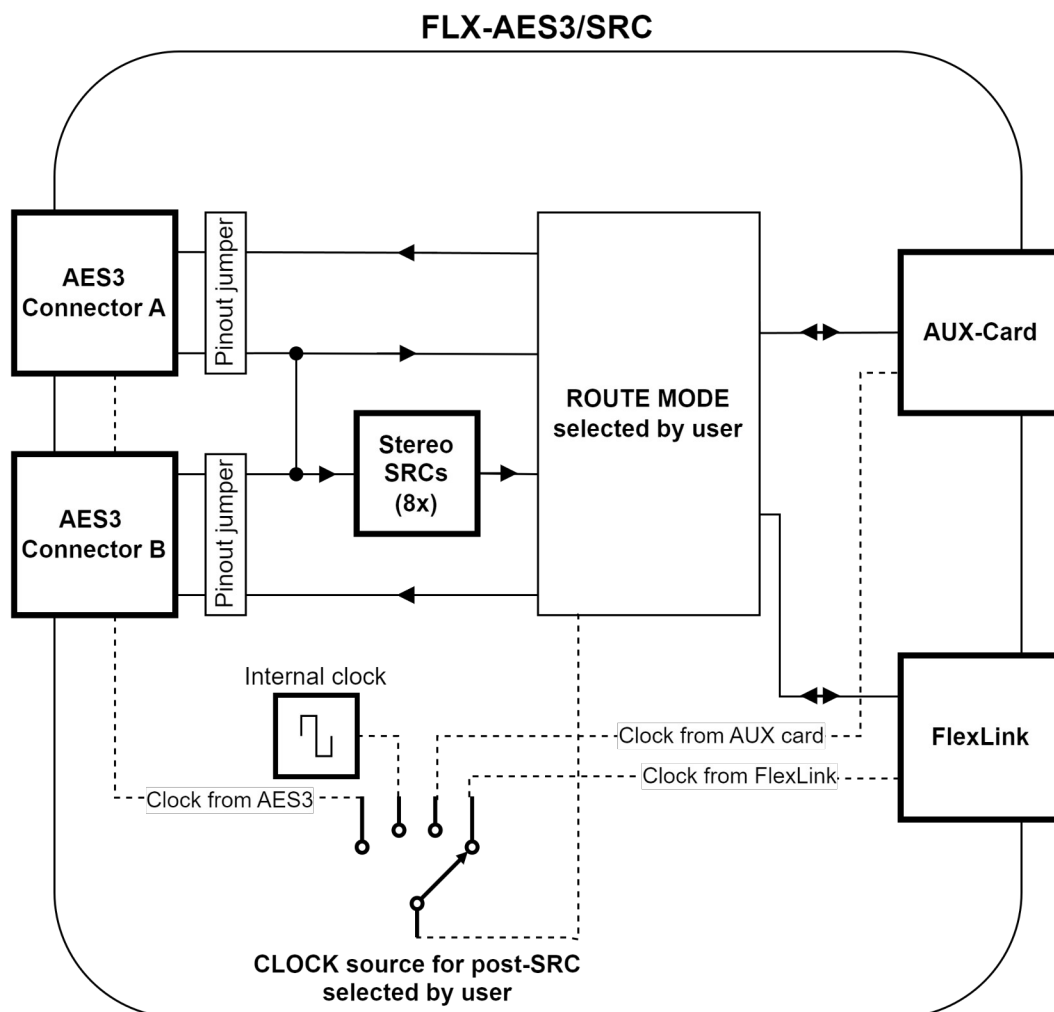 FLX-AES3/SRC
AES3
Connector A
Pinout jumper
ROUTE MODE
selected by user
AUX-Card
Stereo
SRCs
(8x)
AES3
Connector B
Pinout jumper
Internal clock
Clock from AUX card
FlexLink
Clock from FlexLink
Clock from AES3
CLOCK source for post-SRC
selected by user